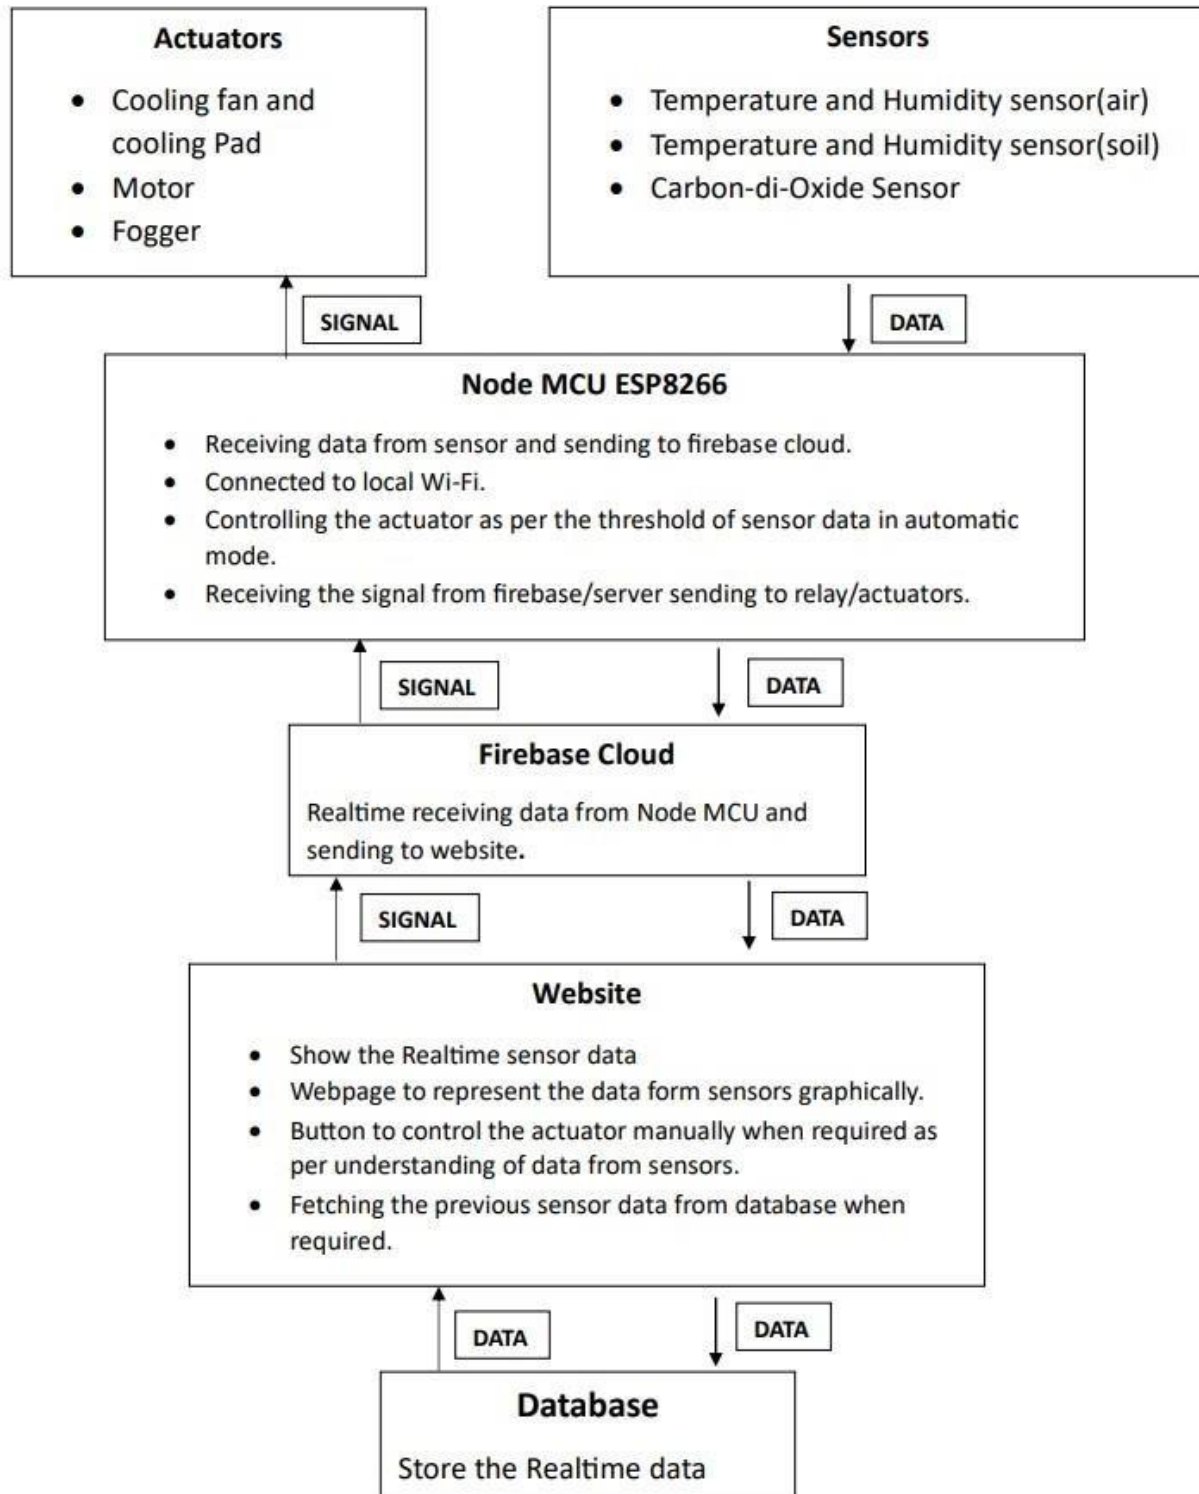 Actuators
• Cooling fan and
cooling Pad
• Motor
• Fogger
Sensors
• Temperature and Humidity sensor(air)
• Temperature and Humidity sensor(soil)
• Carbon-di-Oxide Sensor
SIGNAL
DATA
Node MCU ESP8266
• Receiving data from sensor and sending to firebase cloud.
• Connected to local Wi-Fi.
• Controlling the actuator as per the threshold of sensor data in automatic
mode.
• Receiving the signal from firebase/server sending to relay/actuators.
SIGNAL
DATA
Firebase Cloud
Realtime receiving data from Node MCU and
sending to website.
SIGNAL
DATA
Website
• Show the Realtime sensor data
• Webpage to represent the data form sensors graphically.
• Button to control the actuator manually when required as
per understanding of data from sensors.
• Fetching the previous sensor data from database when
required.
DATA
DATA
Database
Store the Realtime data